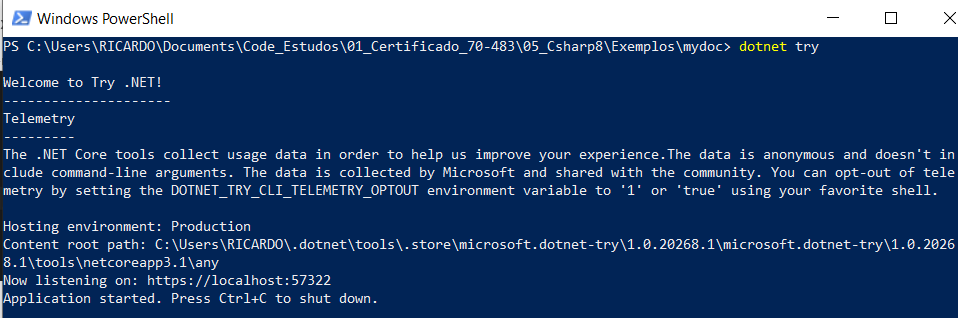 Windows PowerShell
PS C:\Users\RICARDO\Documents\Code_Estudos\01_Certificado_70-483\05_Csharp8\Exemplos\mydoc> dotnet try
Welcome to Try .NET!
---------------------
Telemetry
---------
The .NET Core tools collect usage data in order to help us improve your experience.The data is anonymous and doesn't in
clude command-line arguments. The data is collected by Microsoft and shared with the community. You can opt-out of tele
metry by setting the DOTNET_TRY_CLI_TELEMETRY_OPTOUT environment variable to '1' or 'true' using your favorite shell.
Hosting environment: Production
Content root path: C:\Users\RICARDO\.dotnet\tools\.store\microsoft.dotnet-try\1.0.20268.1\microsoft.dotnet-try\1.0.2026
8.1\tools\netcoreapp3.1\any
Now listening on: https://localhost:57322
Application started. Press Ctrl+C to shut down.